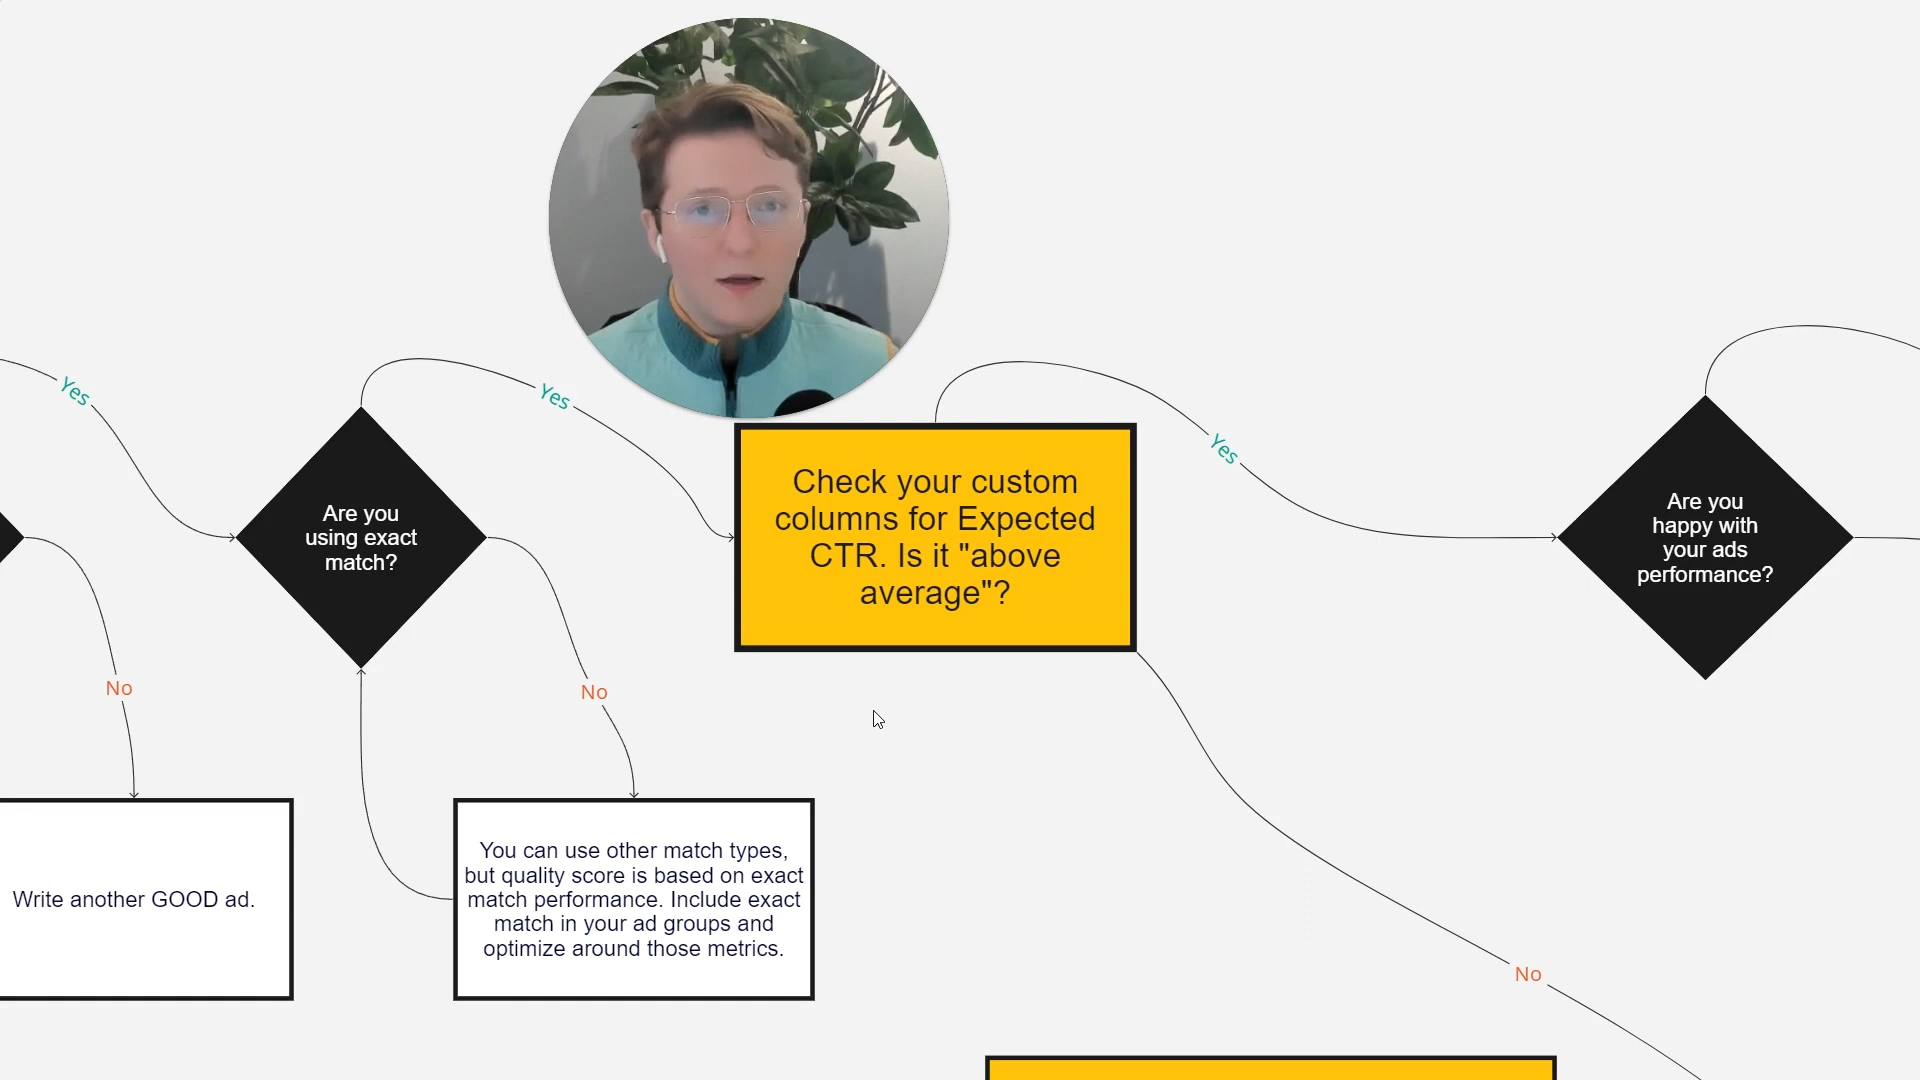 Yes
Are you
using exact
match?
Yes
Check your custom
columns for Expected
CTR. Is it "above
average"?
Yes
Are you
happy with
your ads
performance?
No
No
Write another GOOD ad.
You can use other match types,
but quality score is based on exact
match performance. Include exact
match in your ad groups and
optimize around those metrics.
No